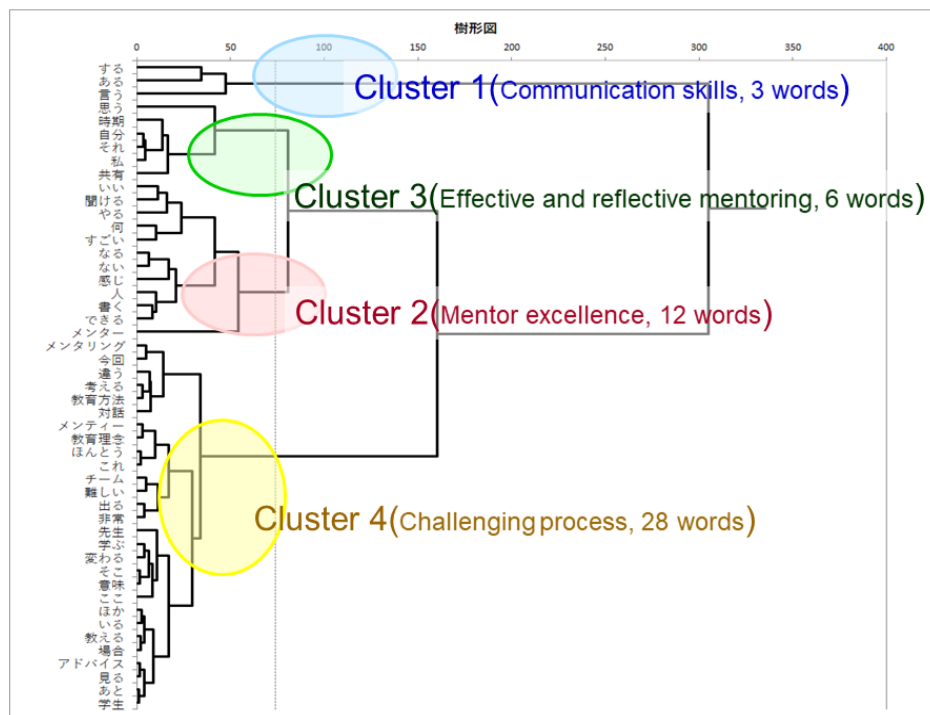 樹形図
0 50 100 150 200 250 300 350 400
する
ある
言う
思う
時期
自分
それ
私
共有
いい
聞ける
やる
何
すごい
なる
ない
感じ
人
書く
できる
メンター
メンタリング
今回
違う
考える
教育方法
対話
メンティー
教育理念
ほんとう
これ
チーム
難しい
出る
非常
先生
学ぶ
変わる
そこ
意味
ここ
ほか
いる
教える
場合
アドバイス
見る
あと
学生
Cluster 1(Communication skills, 3 words)
Cluster 3(Effective and reflective mentoring, 6 words)
Cluster 2(Mentor excellence, 12 words)
Cluster 4(Challenging process, 28 words)